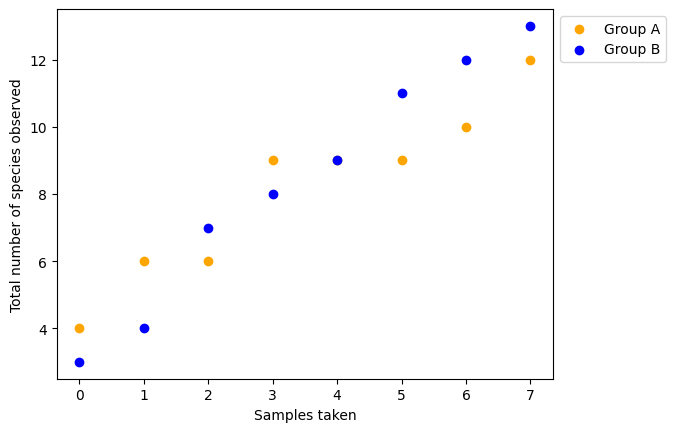 Group A
Group B
12
10
8
6
4
Total number of species observed
0 1 2 3 4 5 6 7
Samples taken